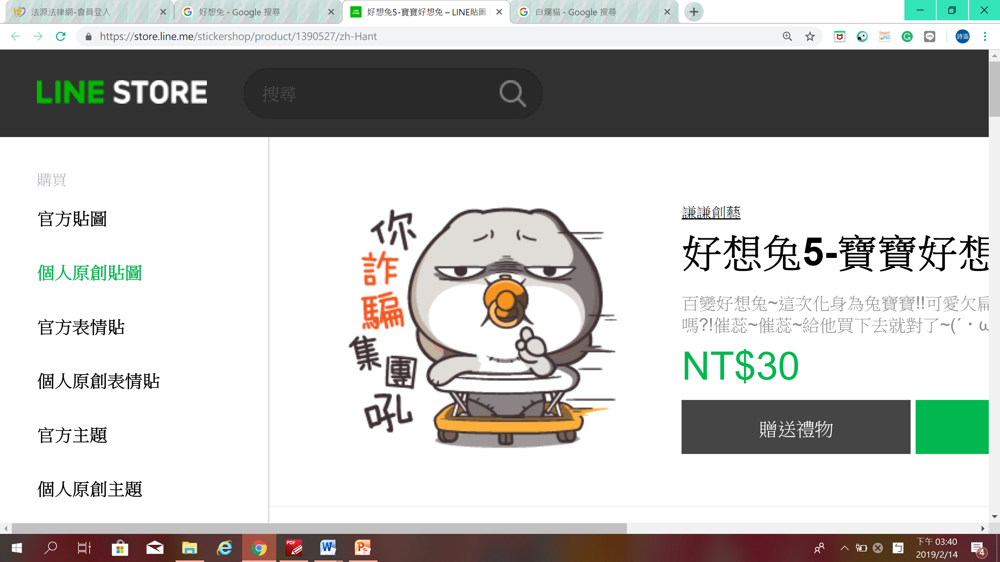 法源法律網-會員登入
好想兔 - Google 搜尋
好想兔5-寶寶好想兔 – LINE貼圖
白爛貓 - Google 搜尋
https://store.line.me/stickershop/product/1390527/zh-Hant
Smart
PKI
LINE
詩涵
LINE STORE
搜尋
購買
官方貼圖
個人原創貼圖
官方表情貼
個人原創表情貼
官方主題
個人原創主題
你
詐
騙
集
團
吼
謙謙創藝
好想兔5-寶寶好想
百變好想兔~這次化身為兔寶寶!!可愛欠扁
嗎?!催蕊~催蕊~給他買下去就對了~(´・ω
NT$30
贈送禮物
PDF
下午 03:40
2019/2/14
4